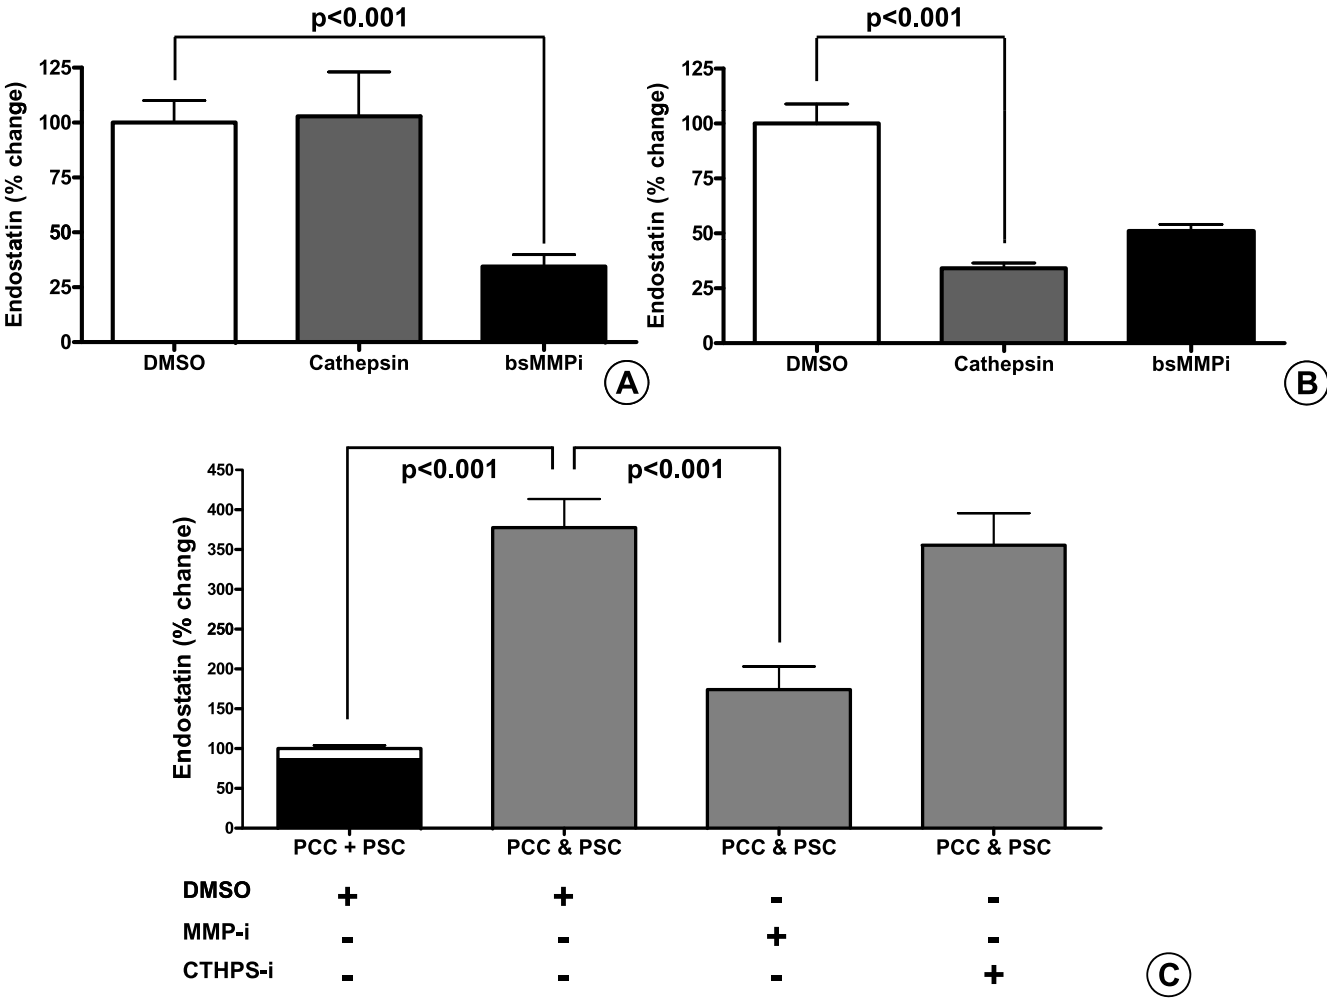 p<0.001
Endostatin (% change)
125
100
75
50
25
0
DMSO
Cathepsin
bsMMPi
A
p<0.001
Endostatin (% change)
125
100
75
50
25
0
DMSO
Cathepsin
bsMMPi
B
p<0.001
p<0.001
Endostatin (% change)
450
400
350
300
250
200
150
100
50
0
PCC + PSC
PCC & PSC
PCC & PSC
PCC & PSC
DMSO + + - -
MMP-i - - + -
CTHPS-i - - - +
C